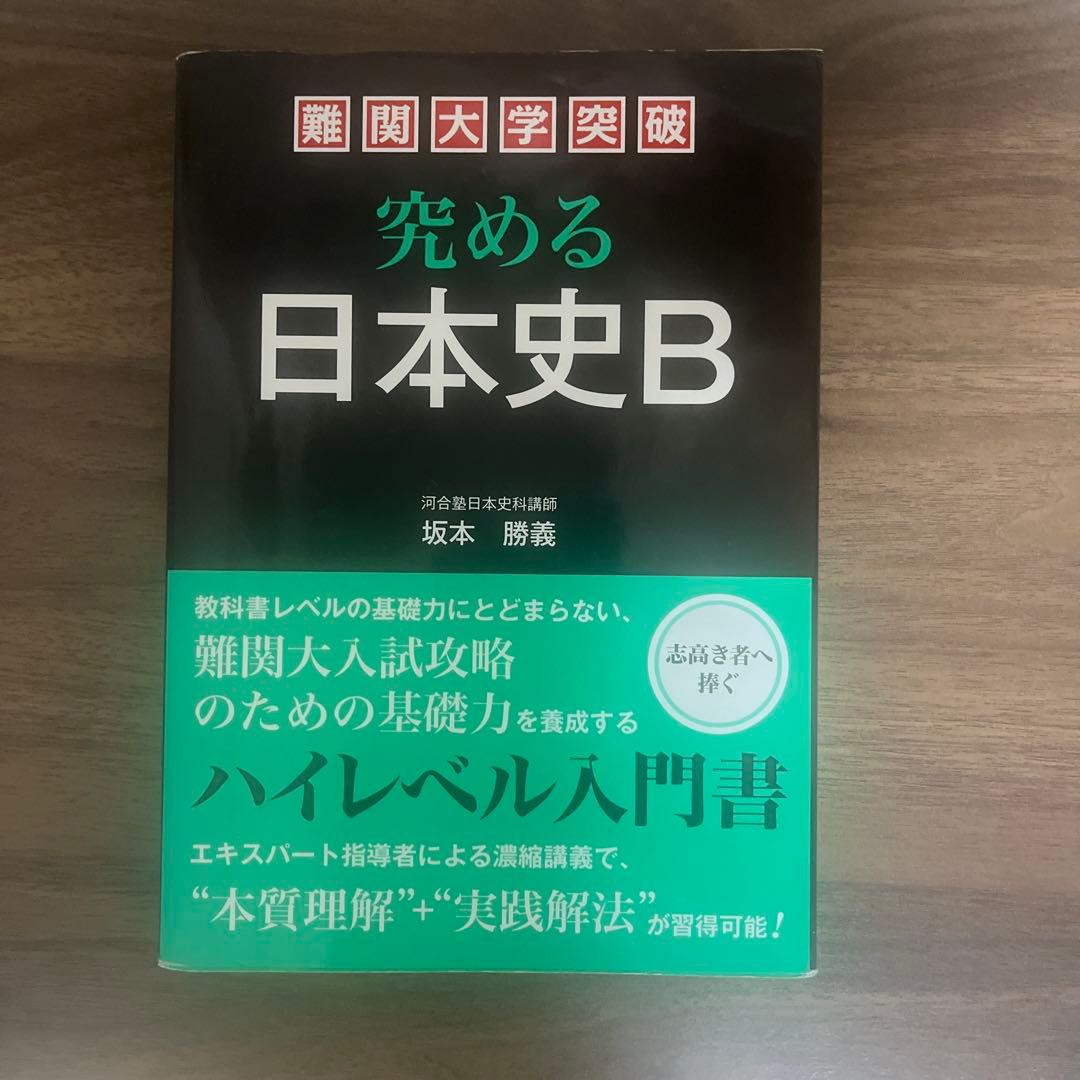 難関大学突破
究める
日本史B
河合塾日本史科講師
坂本 勝義
教科書レベルの基礎力にとどまらない、
難関大入試攻略
のための基礎力を養成する
志高き者へ
捧ぐ
ハイレベル入門書
エキスパート指導者による濃縮講義で、
“本質理解”+“実践解法”が習得可能!